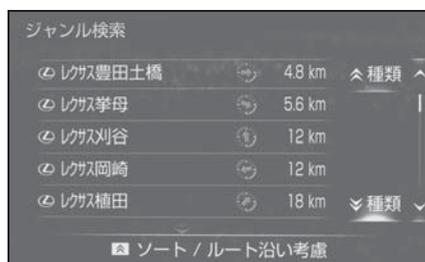 ジャンル検索
レクサス豊田土橋 4.8 km 種類
レクサス挙母 5.6 km
レクサス刈谷 12 km
レクサス岡崎 12 km
レクサス植田 18 km 種類
ソート / ルート沿い考慮